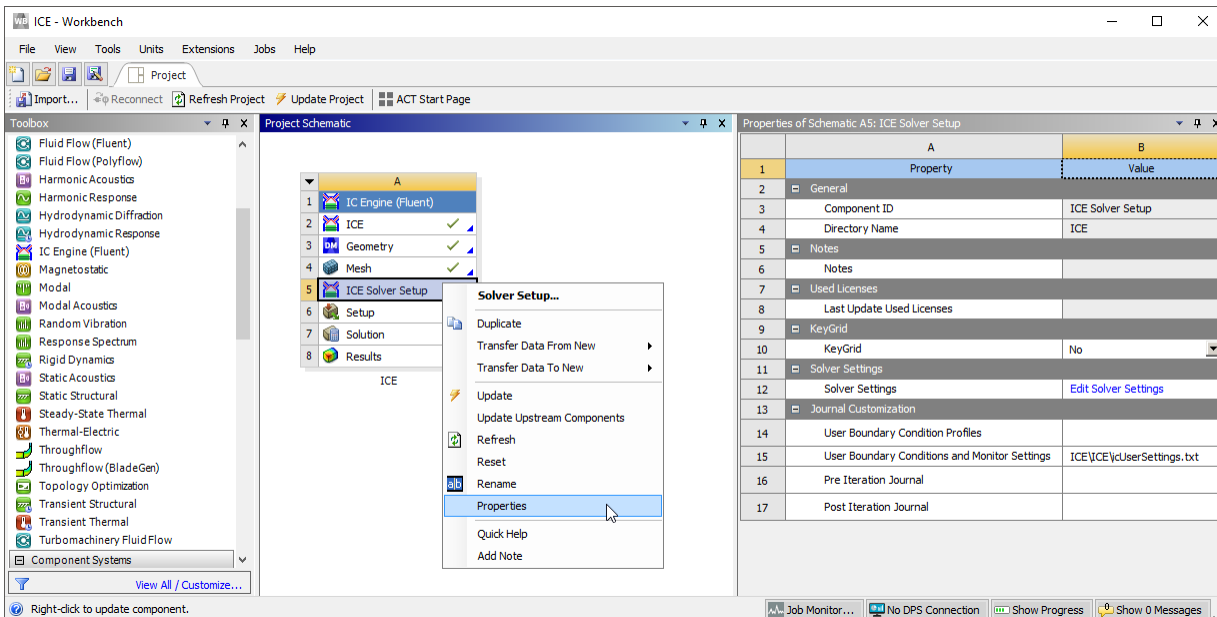 WB ICE - Workbench
File View Tools Units Extensions Jobs Help
Project
Import... Reconnect Refresh Project Update Project ACT Start Page
Toolbox
Fluid Flow (Fluent)
Fluid Flow (Polyflow)
Harmonic Acoustics
Harmonic Response
Hydrodynamic Diffraction
Hydrodynamic Response
IC Engine (Fluent)
Magnetostatic
Modal
Modal Acoustics
Random Vibration
Response Spectrum
Rigid Dynamics
Static Acoustics
Static Structural
Steady-State Thermal
Thermal-Electric
Throughflow
Throughflow (BladeGen)
Topology Optimization
Transient Structural
Transient Thermal
Turbomachinery Fluid Flow
Component Systems
View All / Customize...
Project Schematic
A
1 IC Engine (Fluent)
2 ICE
3 DM Geometry
4 Mesh
5 ICE Solver Setup
6 Setup
7 Solution
8 Results
ICE
Solver Setup...
Duplicate
Transfer Data From New
Transfer Data To New
Update
Update Upstream Components
Refresh
Reset
a|b Rename
Properties
Quick Help
Add Note
Properties of Schematic A5: ICE Solver Setup
A B
1 Property Value
2 General
3 Component ID ICE Solver Setup
4 Directory Name ICE
5 Notes
6 Notes
7 Used Licenses
8 Last Update Used Licenses
9 KeyGrid
10 KeyGrid No
11 Solver Settings
12 Solver Settings Edit Solver Settings
13 Journal Customization
14 User Boundary Condition Profiles
15 User Boundary Conditions and Monitor Settings ICE\ICE\icUserSettings.txt
16 Pre Iteration Journal
17 Post Iteration Journal
Right-click to update component.
Job Monitor... No DPS Connection Show Progress Show 0 Messages